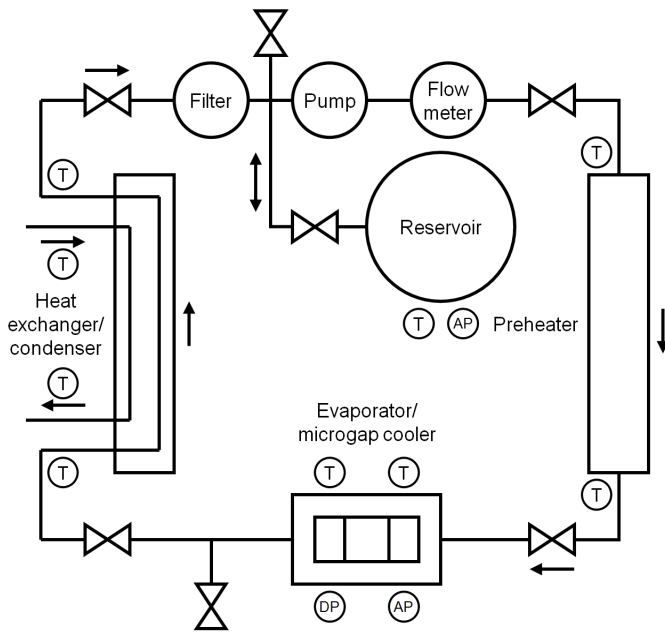 Filter
Pump
Flow
meter
T
T
Reservoir
T
Heat
exchanger/
condenser
T
AP
Preheater
T
Evaporator/
microgap cooler
T
T
T
T
DP
AP